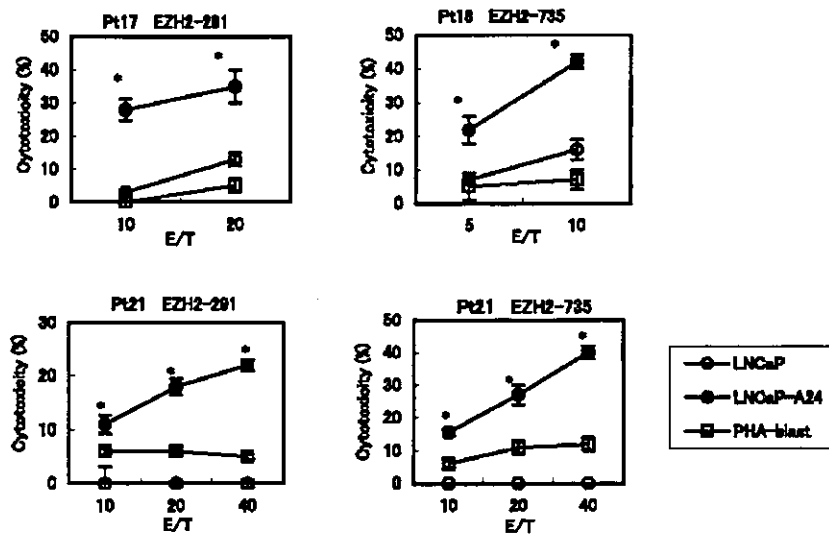 Pt17 EZH2-291
Cytotoxicity (%)
50
40
30
20
10
0
*
*
10
20
E/T
Pt18 EZH2-735
Cytotoxicity (%)
50
40
30
20
10
0
*
*
5
10
E/T
Pt21 EZH2-291
Cytotoxicity (%)
30
20
10
0
*
*
*
10
20
40
E/T
Pt21 EZH2-735
Cytotoxicity (%)
50
40
30
20
10
0
*
*
*
10
20
40
E/T
LNCaP
LNCaP-A24
PHA-blast